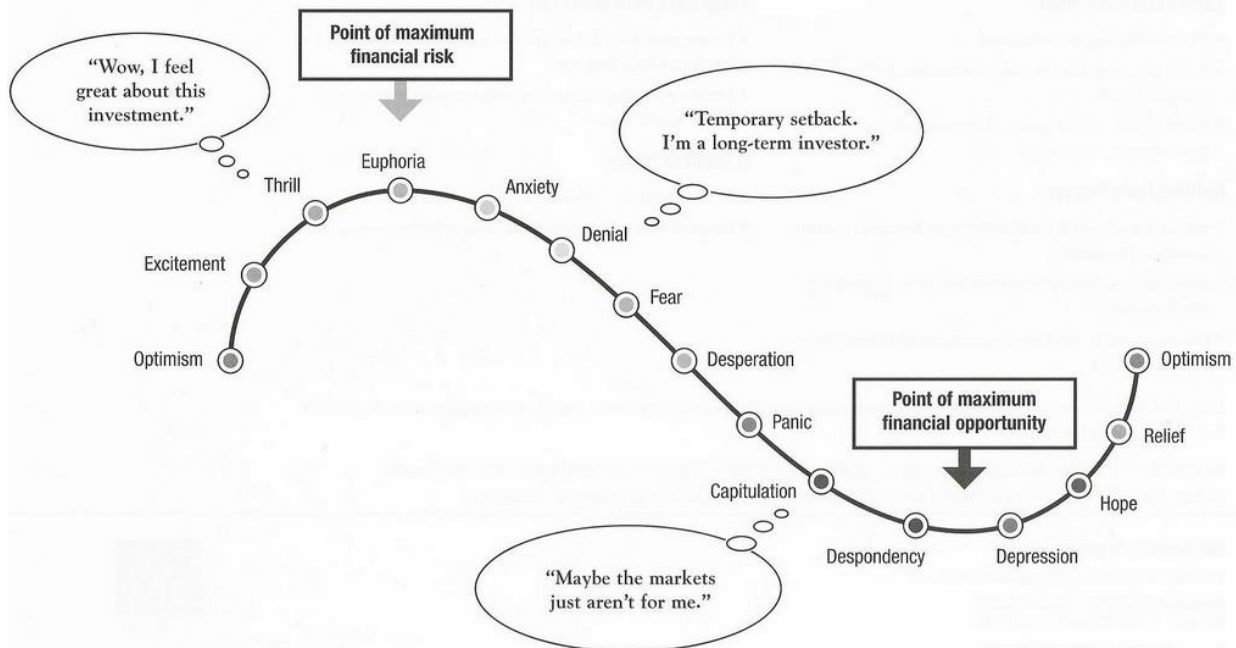 Point of maximum
financial risk
“Wow, I feel
great about this
investment.”
“Temporary setback.
I’m a long-term investor.”
Euphoria
Thrill
Anxiety
Denial
Excitement
Fear
Optimism
Desperation
Optimism
Point of maximum
financial opportunity
Panic
Relief
Capitulation
Hope
Despondency
Depression
“Maybe the markets
just aren’t for me.”